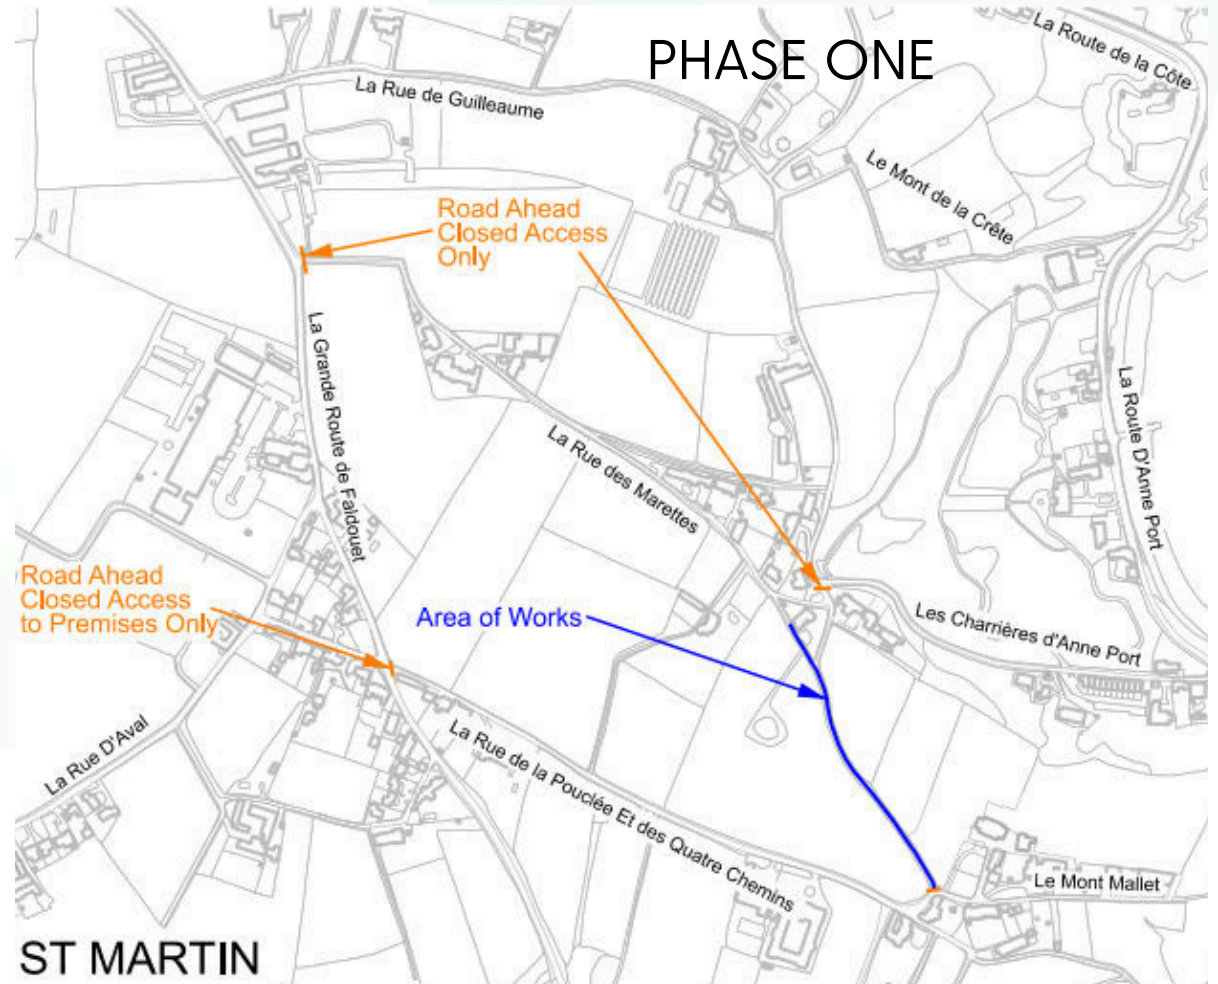 PHASE ONE
La Route de la Côte
La Rue de Guilleaume
Le Mont de la Crête
Road Ahead
Closed Access
Only
La Grande Route de Faldouet
La Route D'Anne Port
La Rue des Marettes
Road Ahead
Closed Access
to Premises Only
Area of Works
Les Charrières d'Anne Port
La Rue D'Aval
La Rue de la Pouclée Et des Quatre Chemins
Le Mont Mallet
ST MARTIN